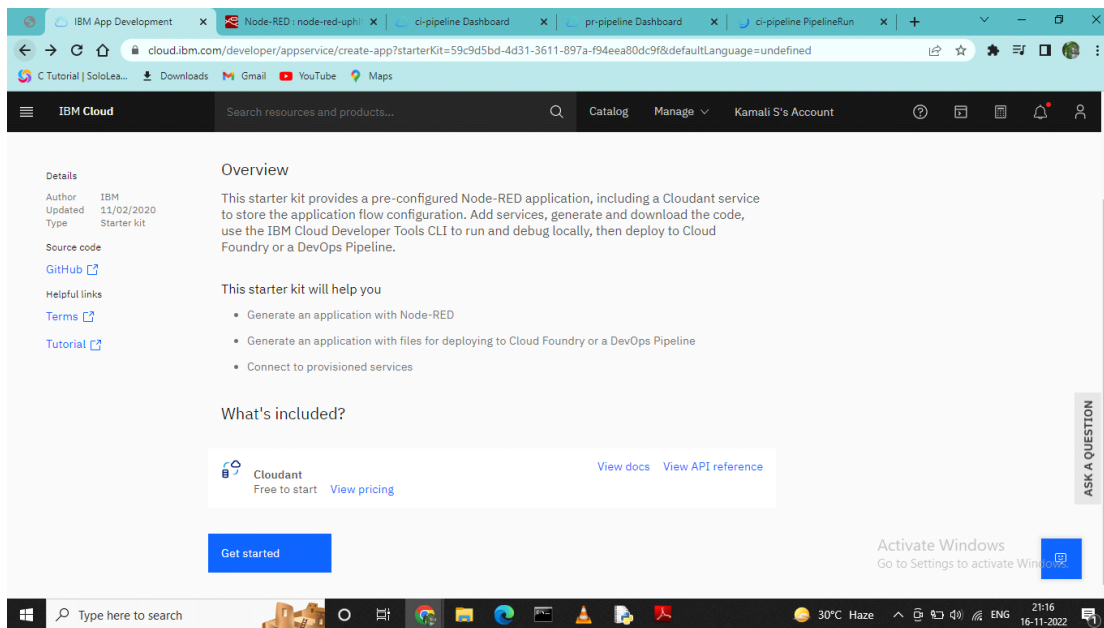 IBM App Development
Node-RED : node-red-uphl
ci-pipeline Dashboard
pr-pipeline Dashboard
ci-pipeline PipelineRun
cloud.ibm.com/developer/appservice/create-app?starterKit=59c9d5bd-4d31-3611-897a-f94eea80dc9f&defaultLanguage=undefined
C Tutorial | SoloLea...
Downloads
Gmail
YouTube
Maps
IBM Cloud
Search resources and products...
Catalog
Manage
Kamali S's Account
Details
Author IBM
Updated 11/02/2020
Type Starter kit
Source code
GitHub
Helpful links
Terms
Tutorial
Overview
This starter kit provides a pre-configured Node-RED application, including a Cloudant service
to store the application flow configuration. Add services, generate and download the code,
use the IBM Cloud Developer Tools CLI to run and debug locally, then deploy to Cloud
Foundry or a DevOps Pipeline.
This starter kit will help you
Generate an application with Node-RED
Generate an application with files for deploying to Cloud Foundry or a DevOps Pipeline
Connect to provisioned services
What's included?
Cloudant
Free to start View pricing
View docs View API reference
Get started
ASK A QUESTION
Activate Windows
Go to Settings to activate Windows.
Type here to search
30°C Haze
ENG
21:16
16-11-2022